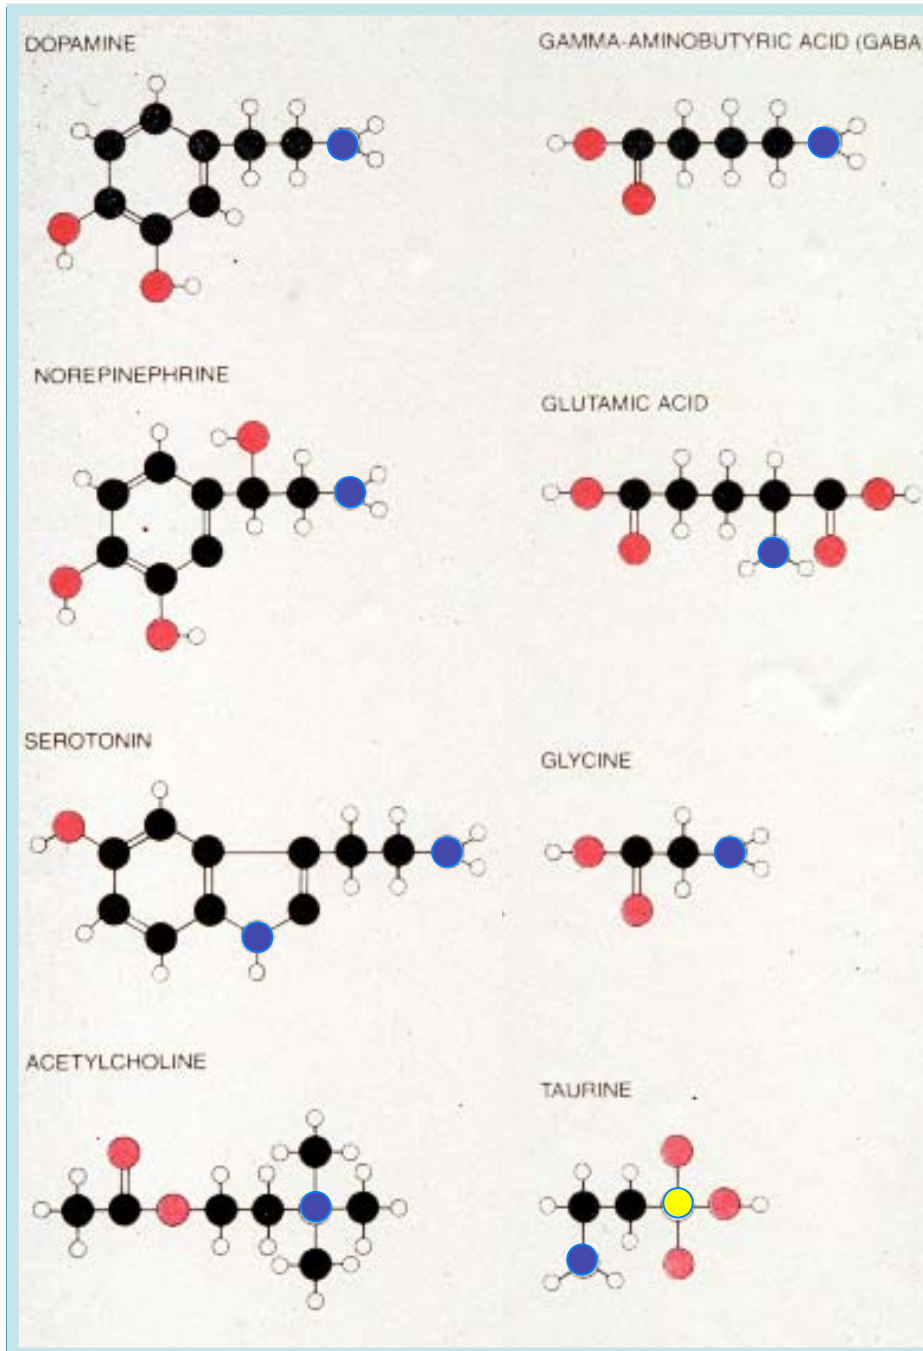 DOPAMINE
GAMMA-AMINOBUTYRIC ACID (GABA
NOREPINEPHRINE
GLUTAMIC ACID
SEROTONIN
GLYCINE
ACETYLCHOLINE
TAURINE